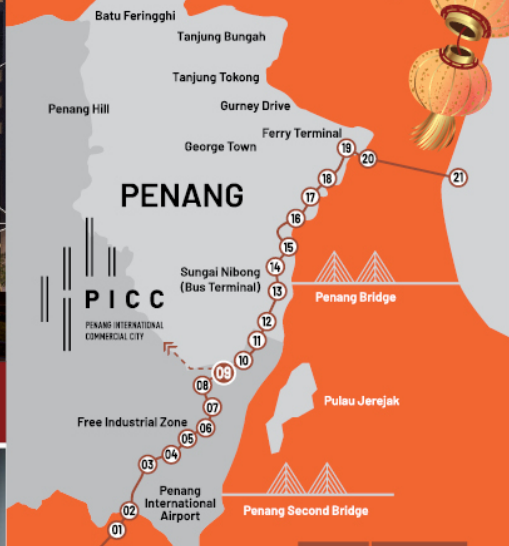 Batu Feringghi
Tanjung Bungah
Tanjung Tokong
Penang Hill
Gurney Drive
Ferry Terminal
George Town
19
20
21
18
PENANG
17
16
15
Sungai Nibong
(Bus Terminal)
14
13
Penang Bridge
PICC
PENANG INTERNATIONAL
COMMERCIAL CITY
12
11
10
09
08
07
Pulau Jerejak
Free Industrial Zone
06
05
04
03
Penang
International
Airport
02
Penang Second Bridge
01